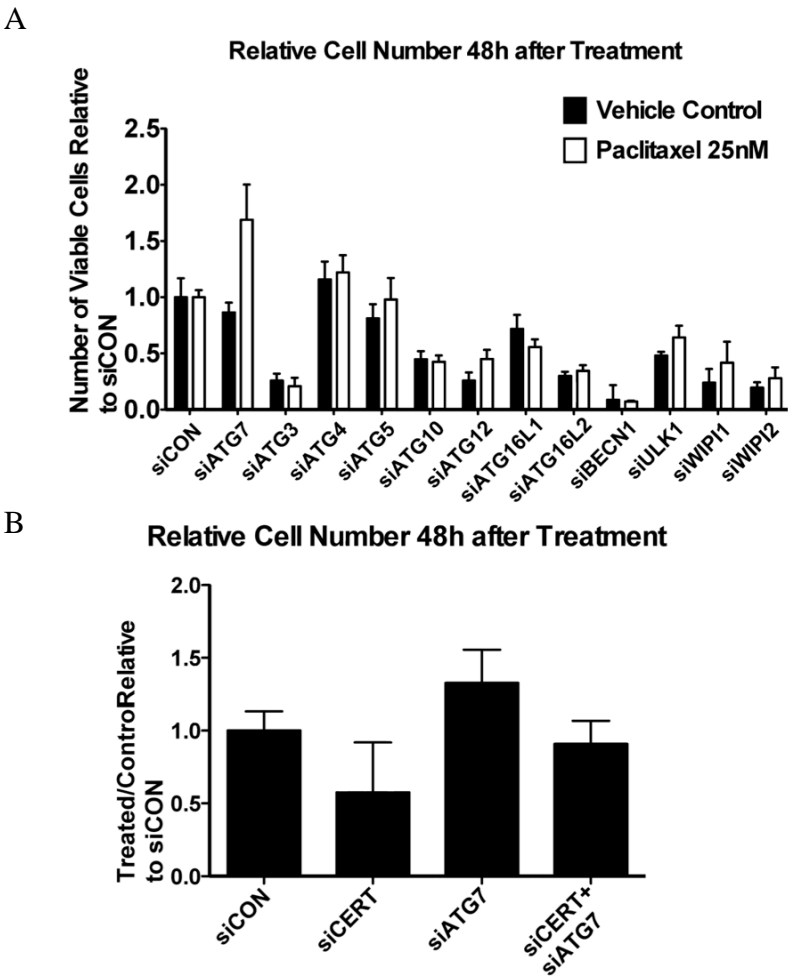 A
Relative Cell Number 48h after Treatment
Vehicle Control
Paclitaxel 25nM
Number of Viable Cells Relative
to siCON
2.5
2.0
1.5
1.0
0.5
0.0
siCON
siATG7
siATG3
siATG4
siATG5
siATG10
siATG12
siATG16L1
siATG16L2
siBECN1
siULK1
siWIPI1
siWIPI2
B
Relative Cell Number 48h after Treatment
Treated/ControRelative
to siCON
2.0
1.5
1.0
0.5
0.0
siCON
siCERT
siATG7
siCERT+
siATG7